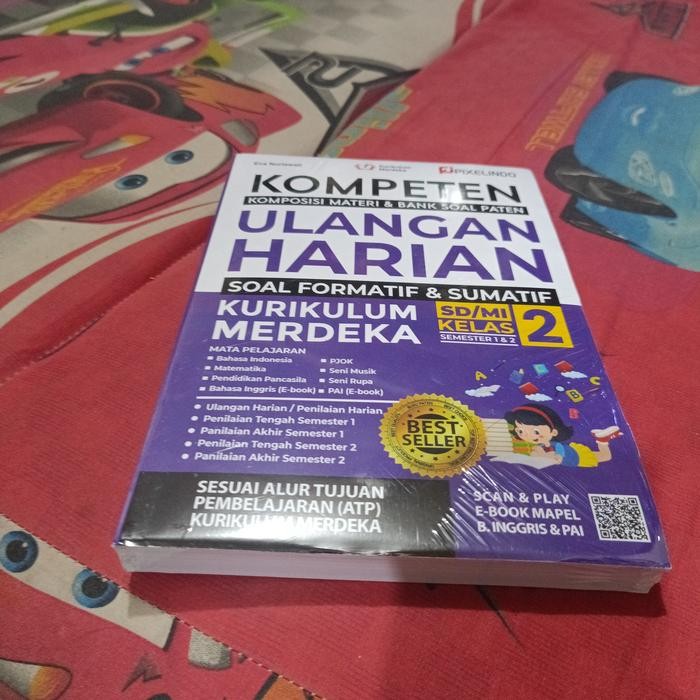 Eva Nurlawati
Kurikulum Merdeka
PIXELINDO
KOMPETEN
KOMPOSISI MATERI & BANK SOAL PATEN
ULANGAN
HARIAN
SOAL FORMATIF & SUMATIF
KURIKULUM
MERDEKA
SD/MI
KELAS
SEMESTER 1 & 2
2
MATA PELAJARAN
Bahasa Indonesia
Matematika
Pendidikan Pancasila
Bahasa Inggris (E-book)
PJOK
Seni Musik
Seni Rupa
PAI (E-book)
Ulangan Harian / Penilaian Harian
Penilaian Tengah Semester 1
Panilaian Akhir Semester 1
Penilaian Tengah Semester 2
Panilaian Akhir Semester 2
BEST
SELLER
SESUAI ALUR TUJUAN
PEMBELAJARAN (ATP)
KURIKULUM MERDEKA
SCAN & PLAY
E-BOOK MAPEL
B. INGGRIS & PAI